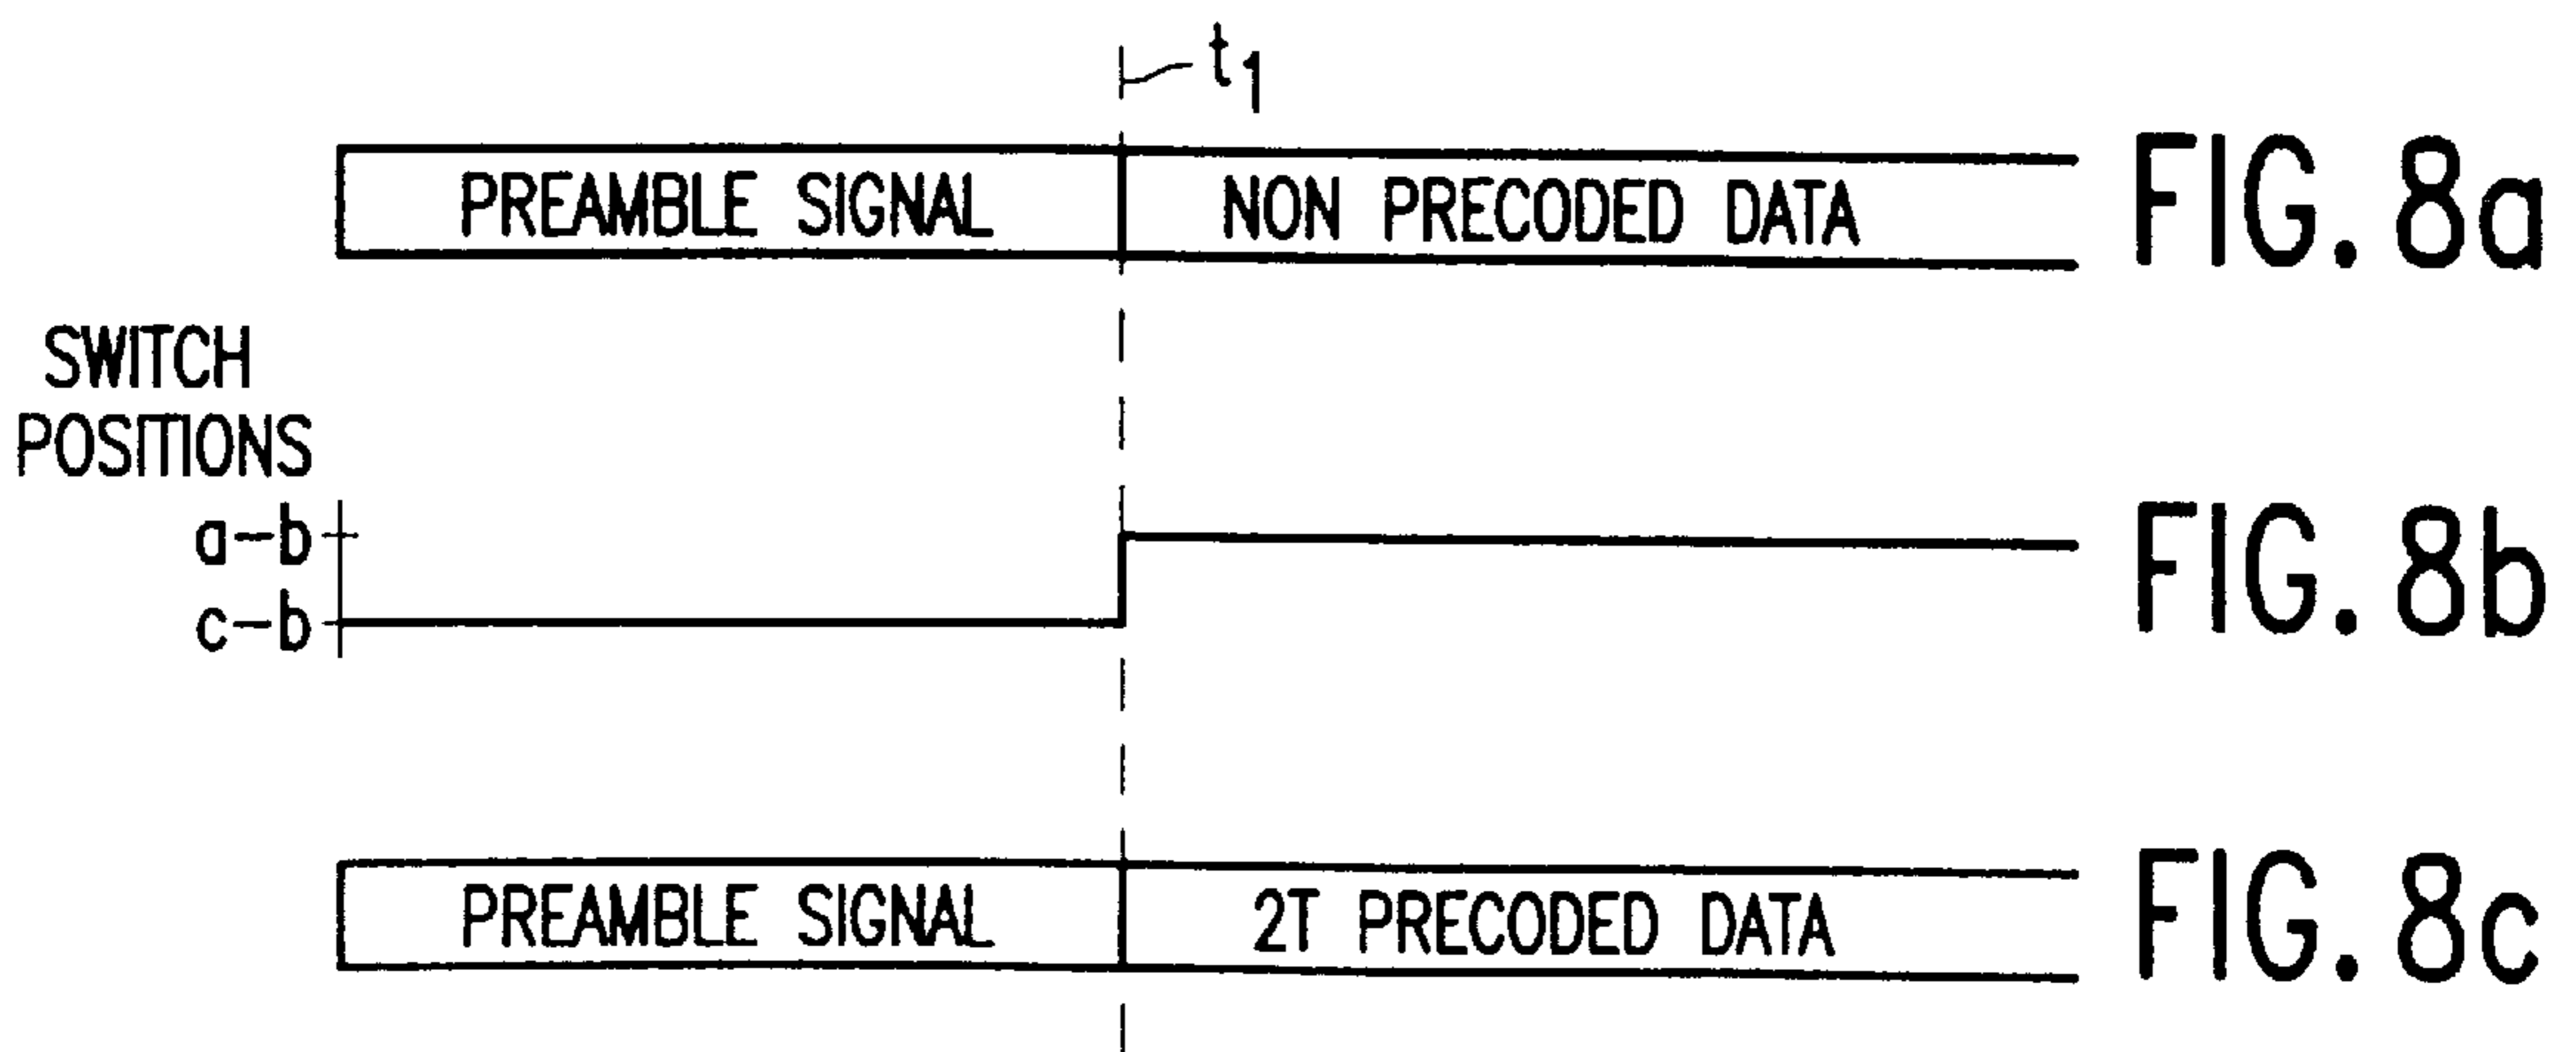 t1
PREAMBLE SIGNAL NON PRECODED DATA FIG. 8a
SWITCH
POSITIONS
a-b
c-b
FIG. 8b
PREAMBLE SIGNAL 2T PRECODED DATA FIG. 8c